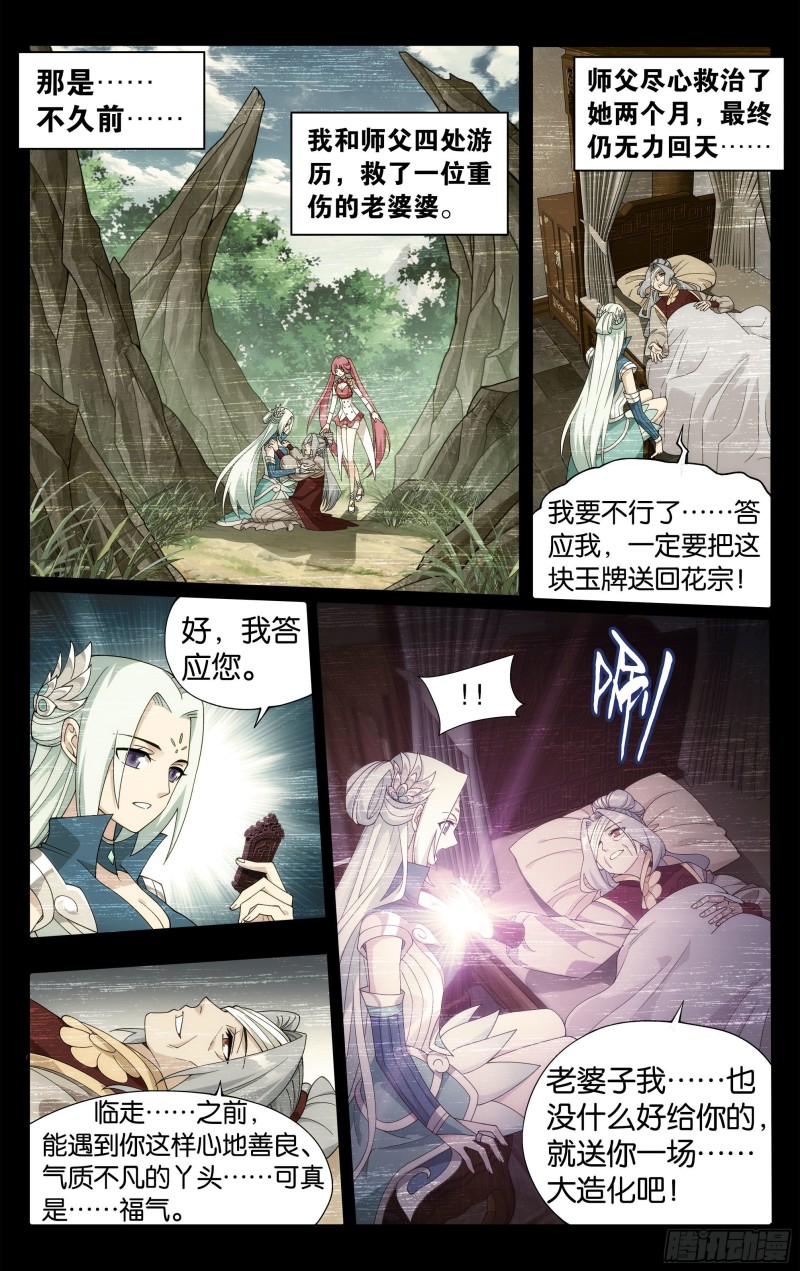 那是……
不久前……
我和师父四处游
历，救了一位重
伤的老婆婆。
师父尽心救治了
她两个月，最终
仍无力回天……
我要不行了……答
应我，一定要把这
块玉牌送回花宗！
好，我答
应您。
！！
唰
临走……之前，
能遇到你这样心地善良、
气质不凡的丫头……可真
是……福气。
老婆子我……也
没什么好给你的，
就送你一场……
大造化吧！
腾讯动漫